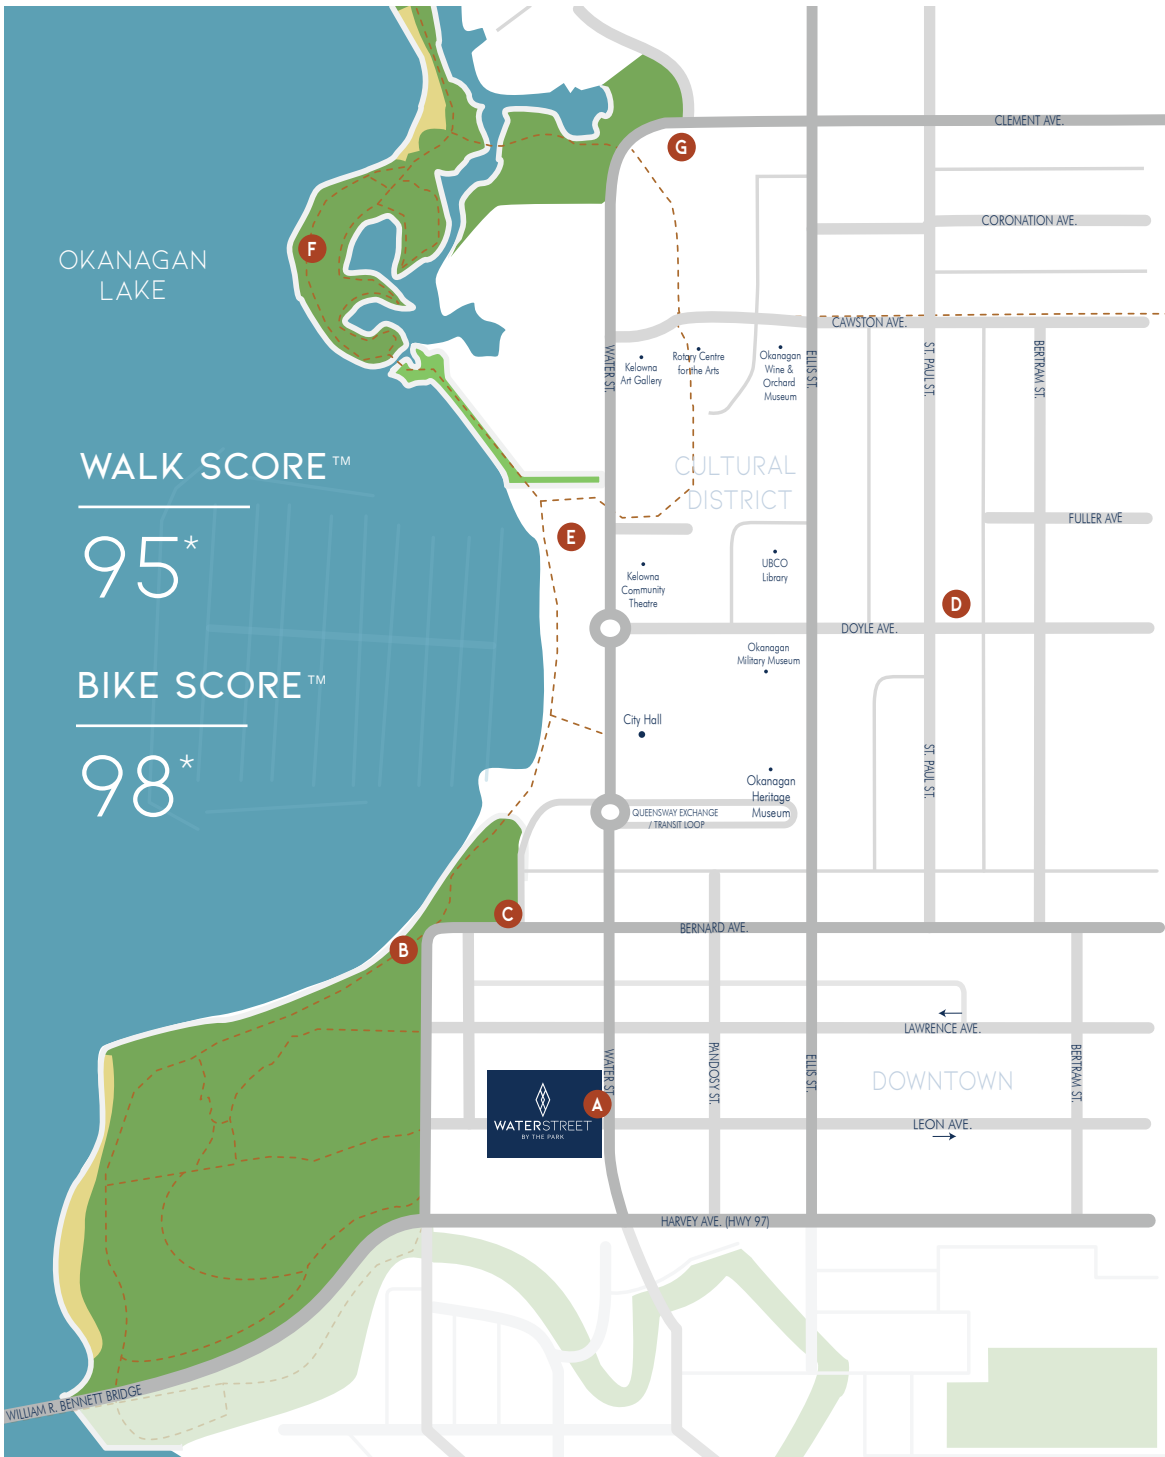 CLEMENT AVE.
G
CORONATION AVE.
F
OKANAGAN
LAKE
CAWSTON AVE.
WATER ST.
Kelowna
Art Gallery
Rotary Centre
for the Arts
Okanagan
Wine &
Orchard
Museum
ELLIS ST.
ST. PAUL ST.
BERTRAM ST.
WALK SCORE™
95*
CULTURAL
DISTRICT
FULLER AVE
E
UBCO
Library
Kelowna
Community
Theatre
D
DOYLE AVE.
Okanagan
Military Museum
BIKE SCORE™
98*
City Hall
ST. PAUL ST.
Okanagan
Heritage
Museum
QUEENSWAY EXCHANGE
/ TRANSIT LOOP
C
BERNARD AVE.
B
LAWRENCE AVE.
WATER ST.
PANDOSY ST.
ELLIS ST.
BERTRAM ST.
DOWNTOWN
A
WATERSTREET
BY THE PARK
LEON AVE.
HARVEY AVE. (HWY 97)
WILLIAM R. BENNETT BRIDGE